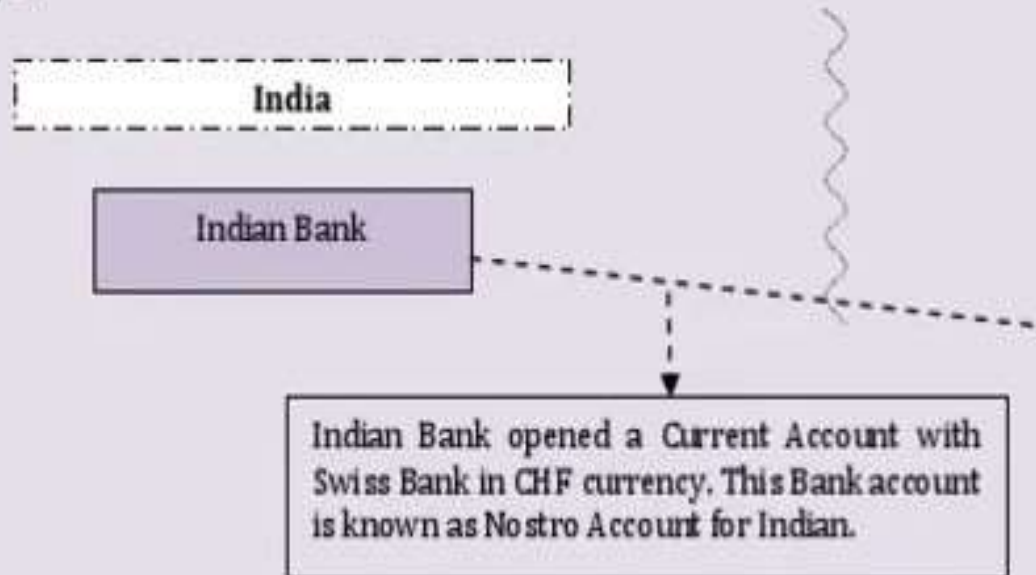 India
Indian Bank
Indian Bank opened a Current Account with
Swiss Bank in CHF currency. This Bank account
is known as Nostro Account for Indian.